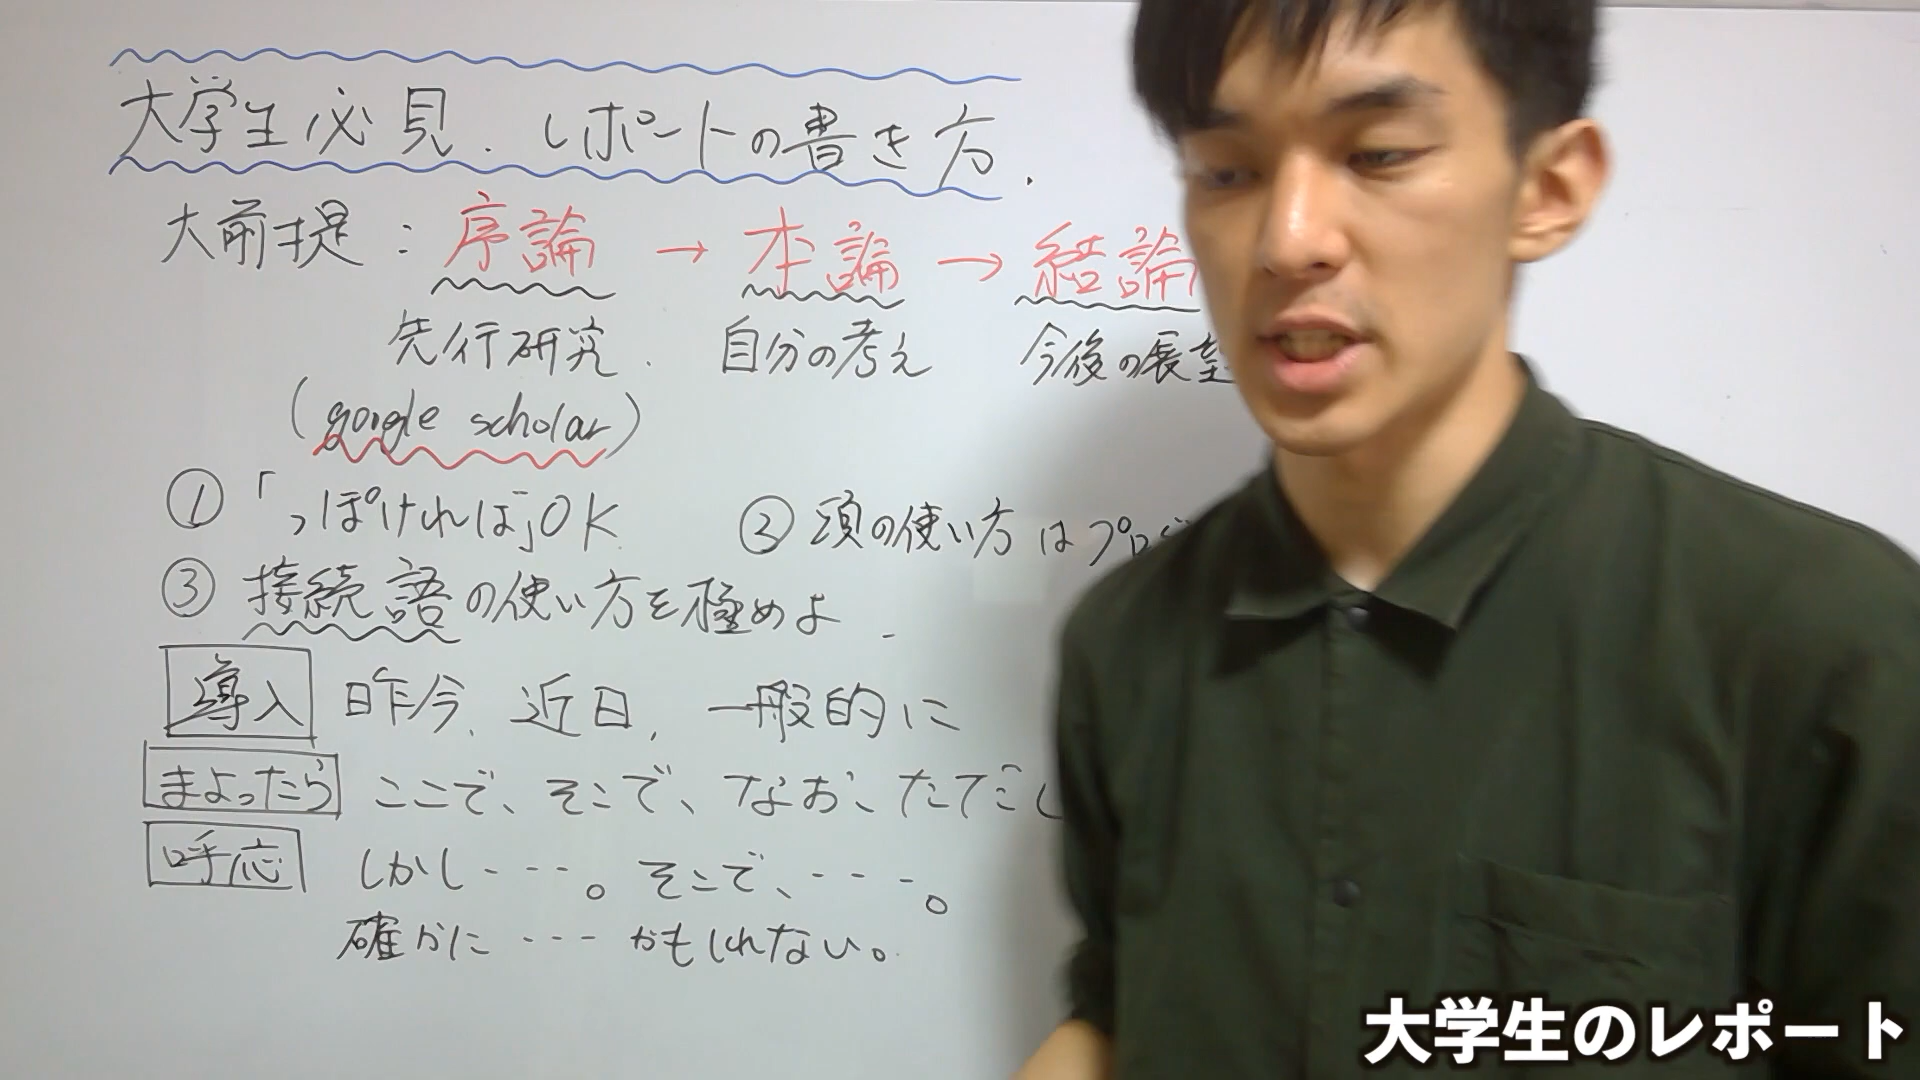 大学生必見. レポートの書き方.
大前提：序論 → 本論 → 結論
先行研究. 自分の考え 今後の展望
(google scholar)
① 「っぽければ」OK ② 頭の使い方はプロ
③ 接続語の使い方を極めよ.
導入 昨今、近日、一般的に
まよったら ここで、そこで、なお、ただし
呼応 しかし・・・・。そこで、・・・・。
確かに・・・かもしれない。
大学生のレポート